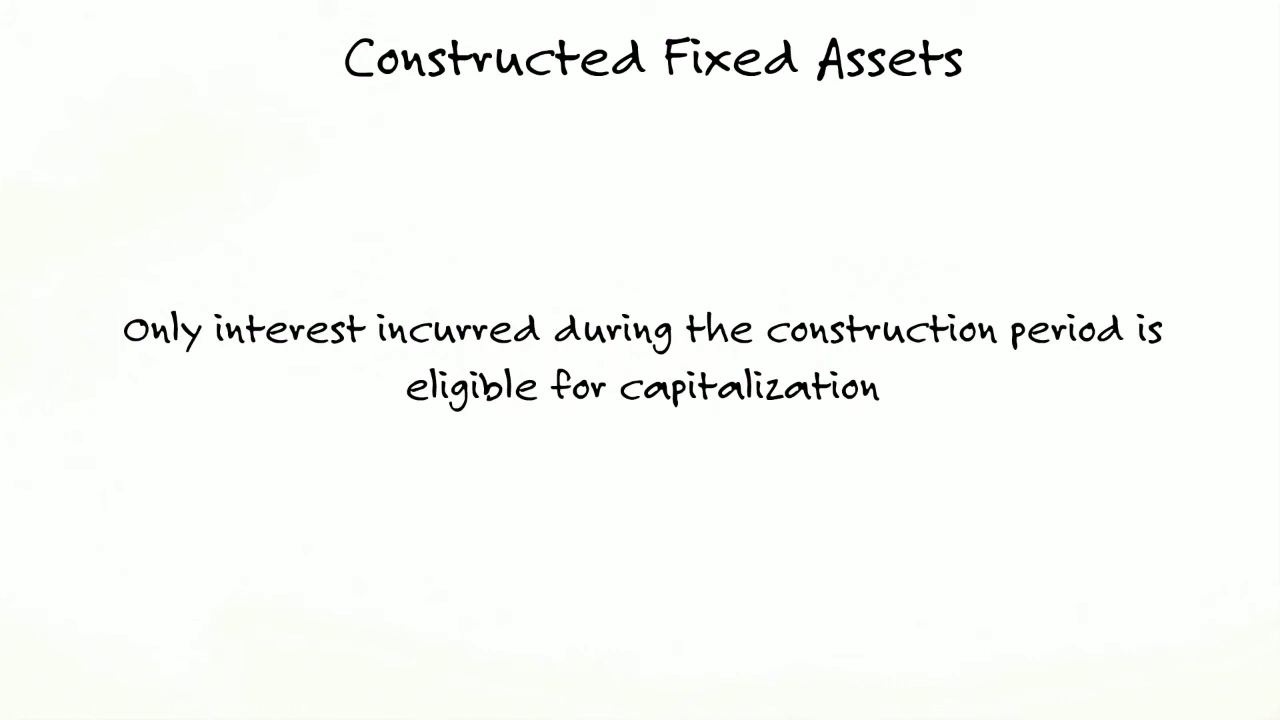 Constructed Fixed Assets
Only interest incurred during the construction period is
eligible for capitalization